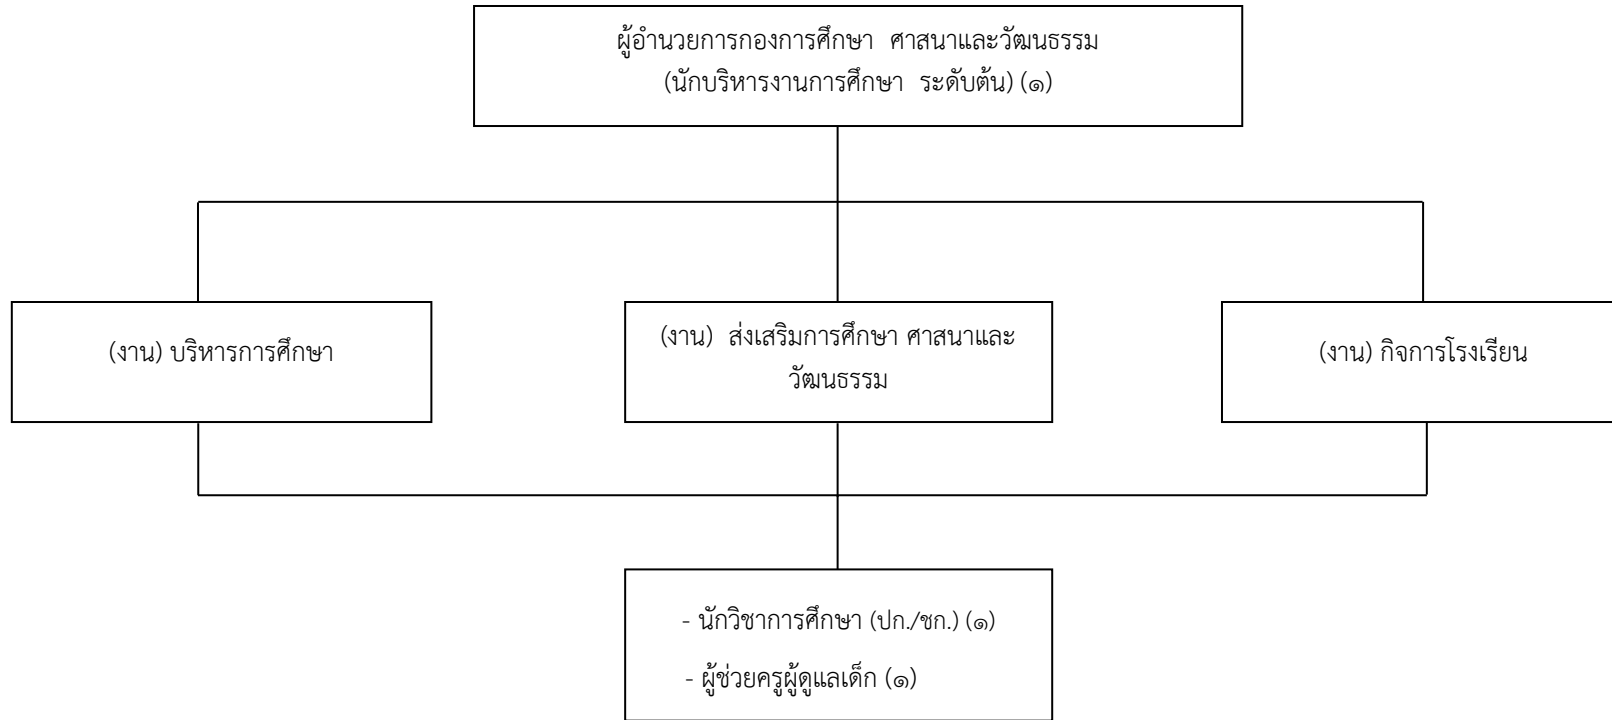 ผู้อำนวยการกองการศึกษา ศาสนาและวัฒนธรรม
(นักบริหารงานการศึกษา ระดับต้น) (๑)
(งาน) บริหารการศึกษา
(งาน) ส่งเสริมการศึกษา ศาสนาและ
วัฒนธรรม
(งาน) กิจการโรงเรียน
- นักวิชาการศึกษา (ปก./ชก.) (๑)
- ผู้ช่วยครูผู้ดูแลเด็ก (๑)